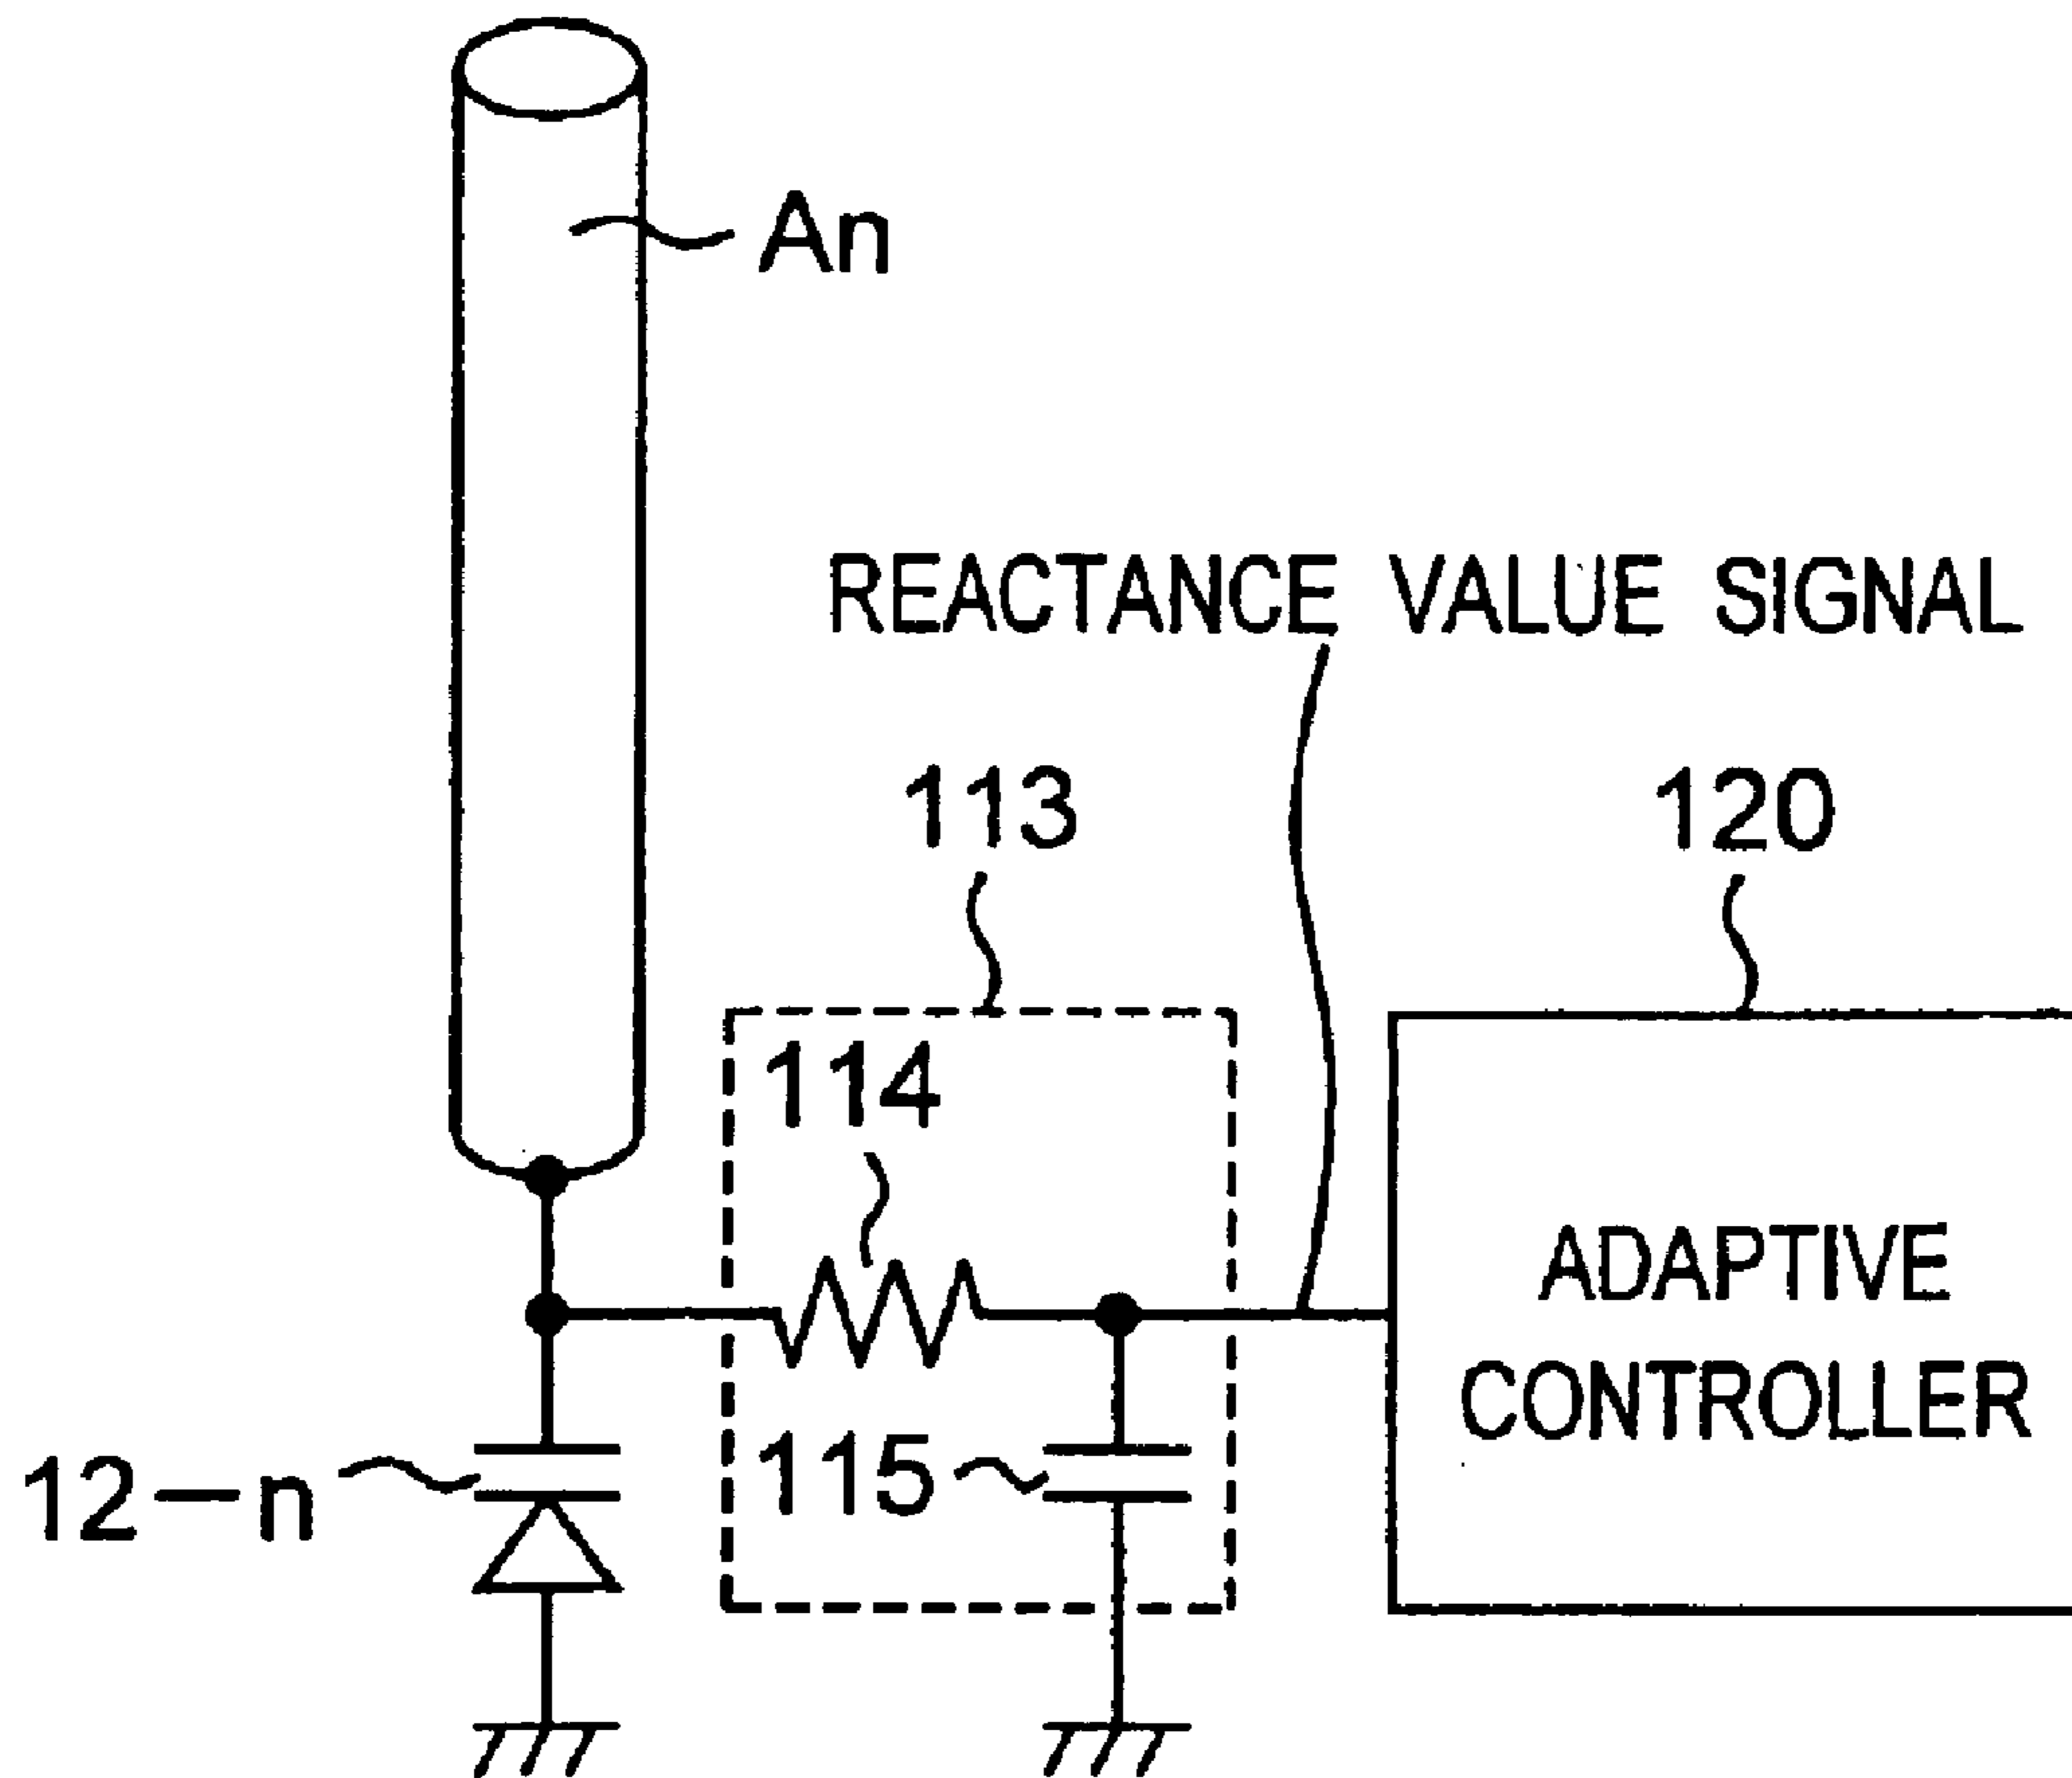 An
REACTANCE VALUE SIGNAL
113
120
114
ADAPTIVE
CONTROLLER
115
12-n